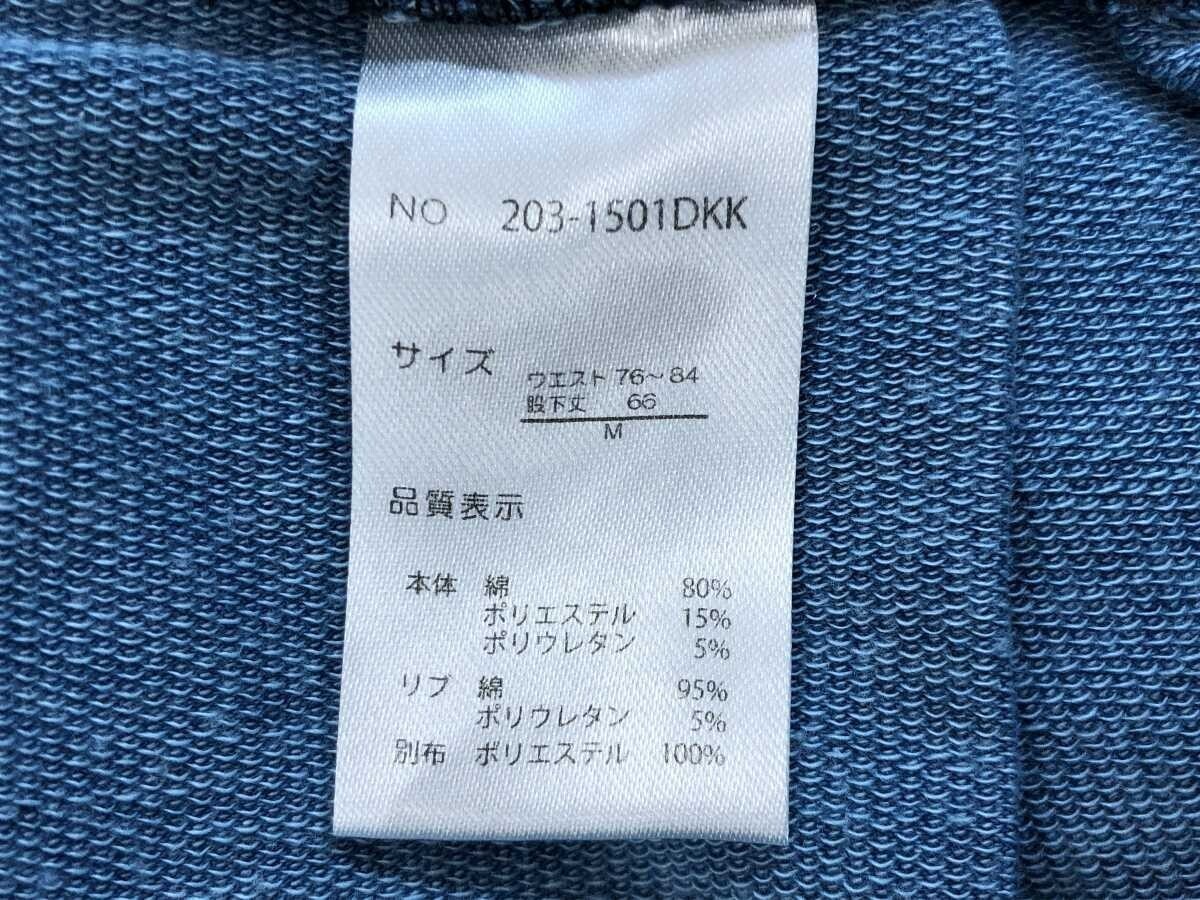 NO 203-1501DKK
サイズ ウエスト 76~84
股下丈 66
M
品質表示
本体 綿 80%
ポリエステル 15%
ポリウレタン 5%
リブ 綿 95%
ポリウレタン 5%
別布 ポリエステル 100%